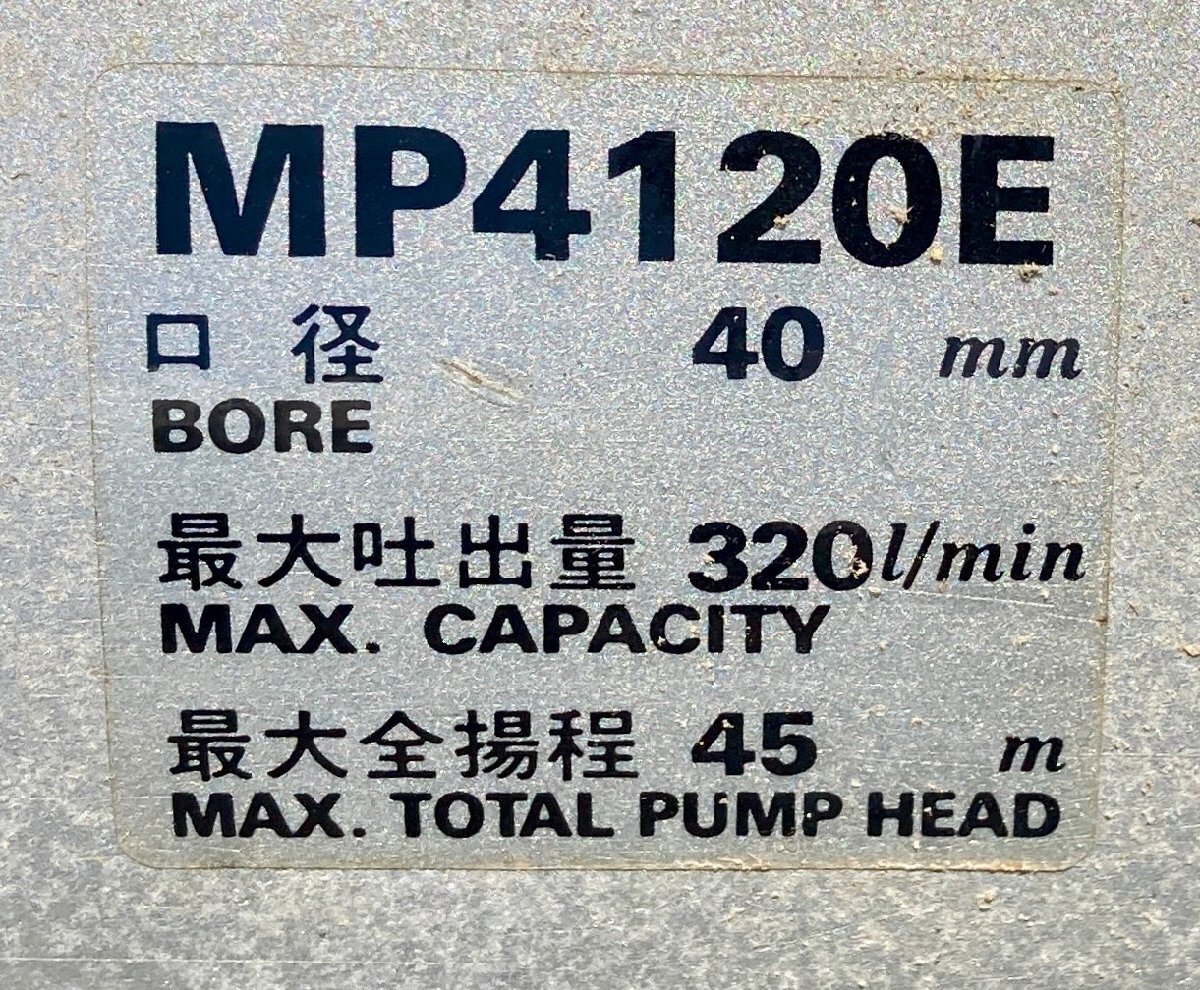 MP4120E
口径 40 mm
BORE
最大吐出量 320l/min
MAX. CAPACITY
最大全揚程 45 m
MAX. TOTAL PUMP HEAD